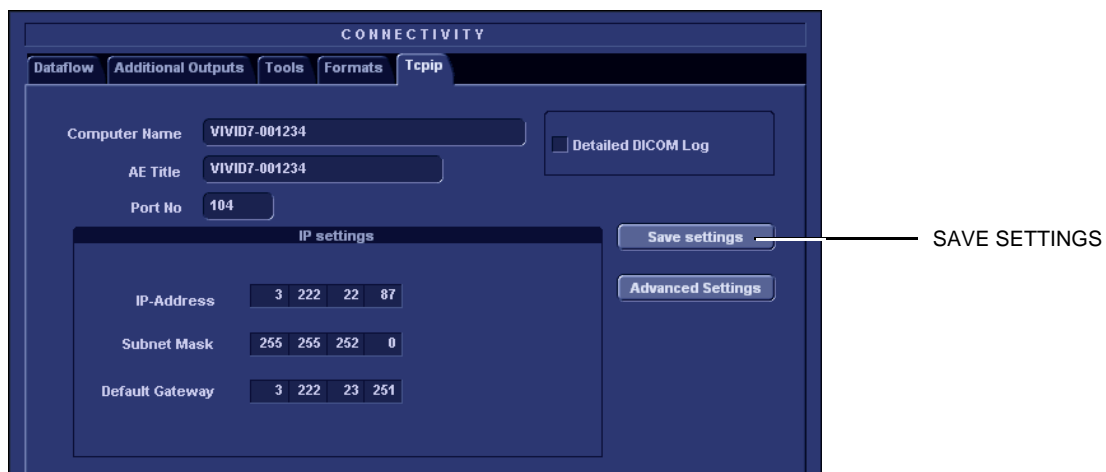 CONNECTIVITY
Dataflow Additional Outputs Tools Formats Tcpip
Computer Name VIVID7-001234
Detailed DICOM Log
AE Title VIVID7-001234
Port No 104
IP settings
Save settings SAVE SETTINGS
IP-Address 3 222 22 87
Advanced Settings
Subnet Mask 255 255 252 0
Default Gateway 3 222 23 251